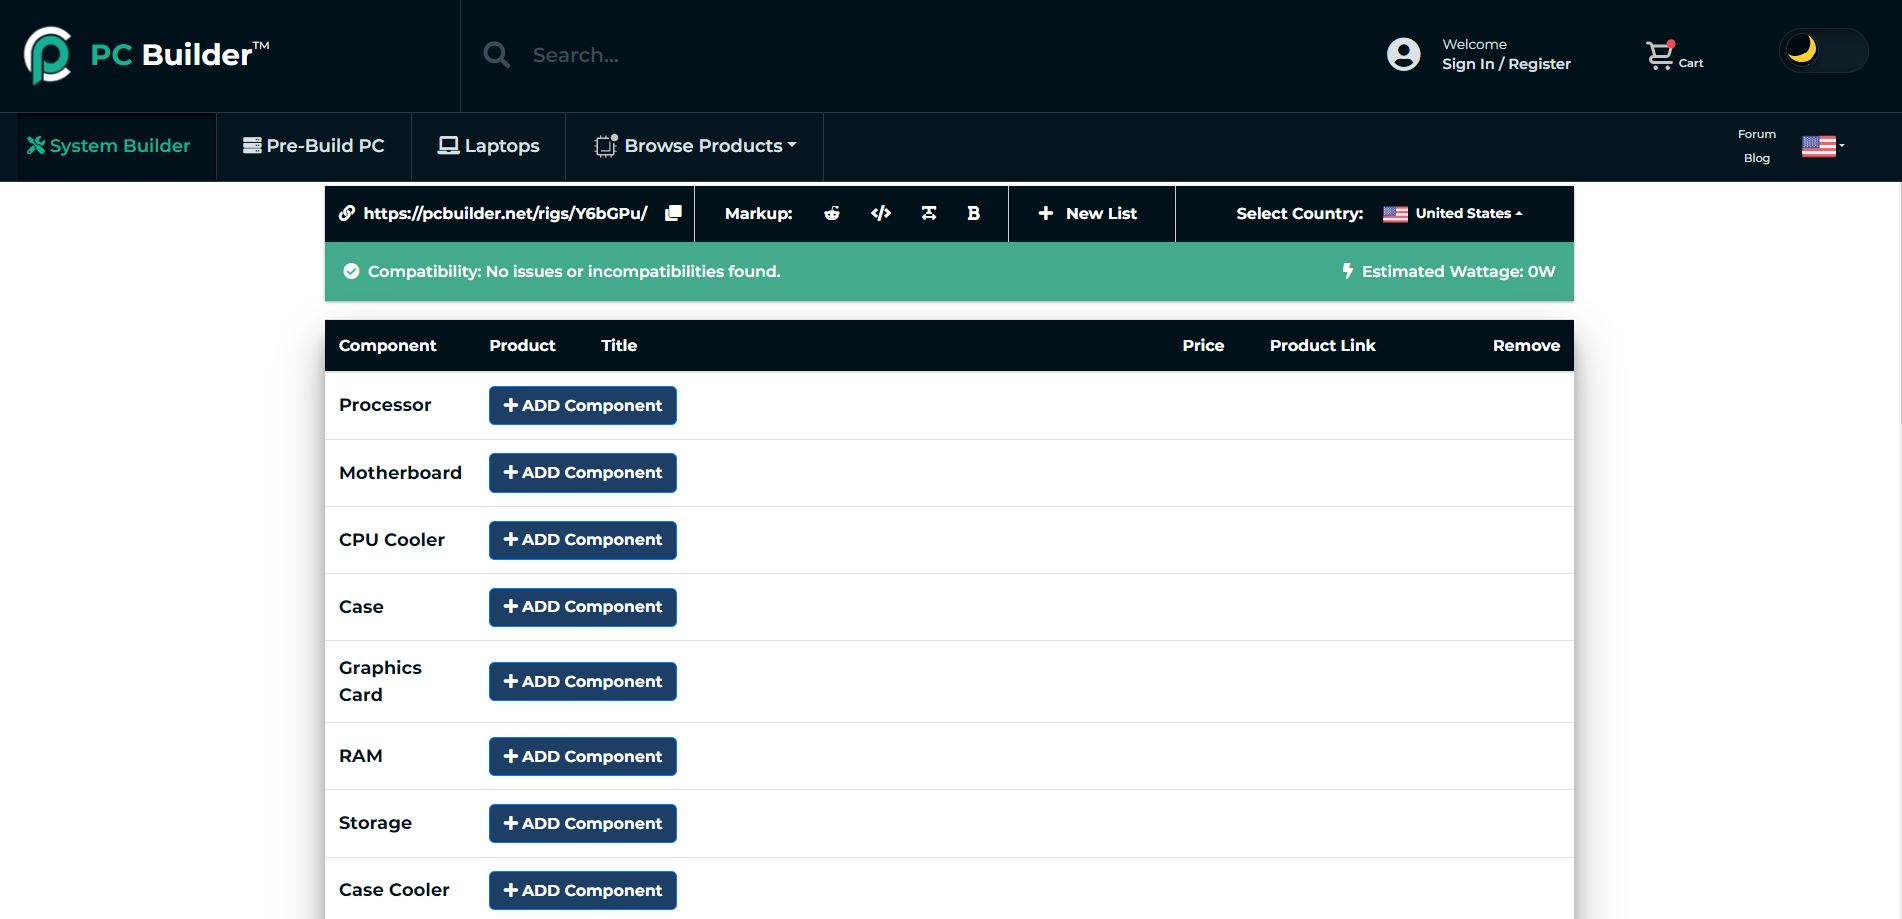 PC Builder™
Search...
Welcome
Sign In / Register
Cart
System Builder
Pre-Build PC
Laptops
Browse Products
Forum
Blog
https://pcbuilder.net/rigs/Y6bGPu/
Markup:
New List
Select Country:
United States
Compatibility: No issues or incompatibilities found.
Estimated Wattage: 0W
Component Product Title Price Product Link Remove
Processor
+ ADD Component
Motherboard
+ ADD Component
CPU Cooler
+ ADD Component
Case
+ ADD Component
Graphics
Card
+ ADD Component
RAM
+ ADD Component
Storage
+ ADD Component
Case Cooler
+ ADD Component